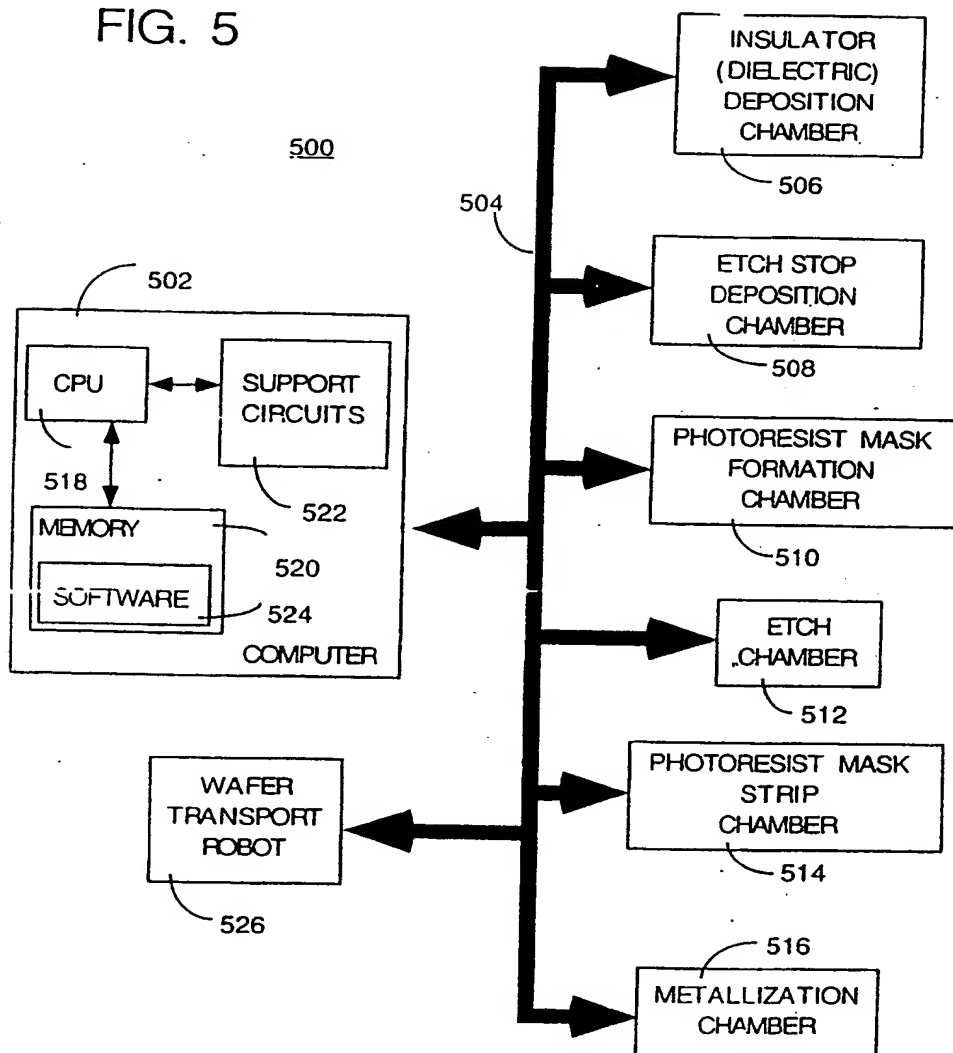 FIG. 5
500
502
CPU
518
SUPPORT
CIRCUITS
522
MEMORY
520
SOFTWARE
524
COMPUTER
504
INSULATOR
(DIELECTRIC)
DEPOSITION
CHAMBER
506
ETCH STOP
DEPOSITION
CHAMBER
508
PHOTORESIST MASK
FORMATION
CHAMBER
510
ETCH
CHAMBER
512
WAFER
TRANSPORT
ROBOT
526
PHOTORESIST MASK
STRIP
CHAMBER
514
516
METALLIZATION
CHAMBER